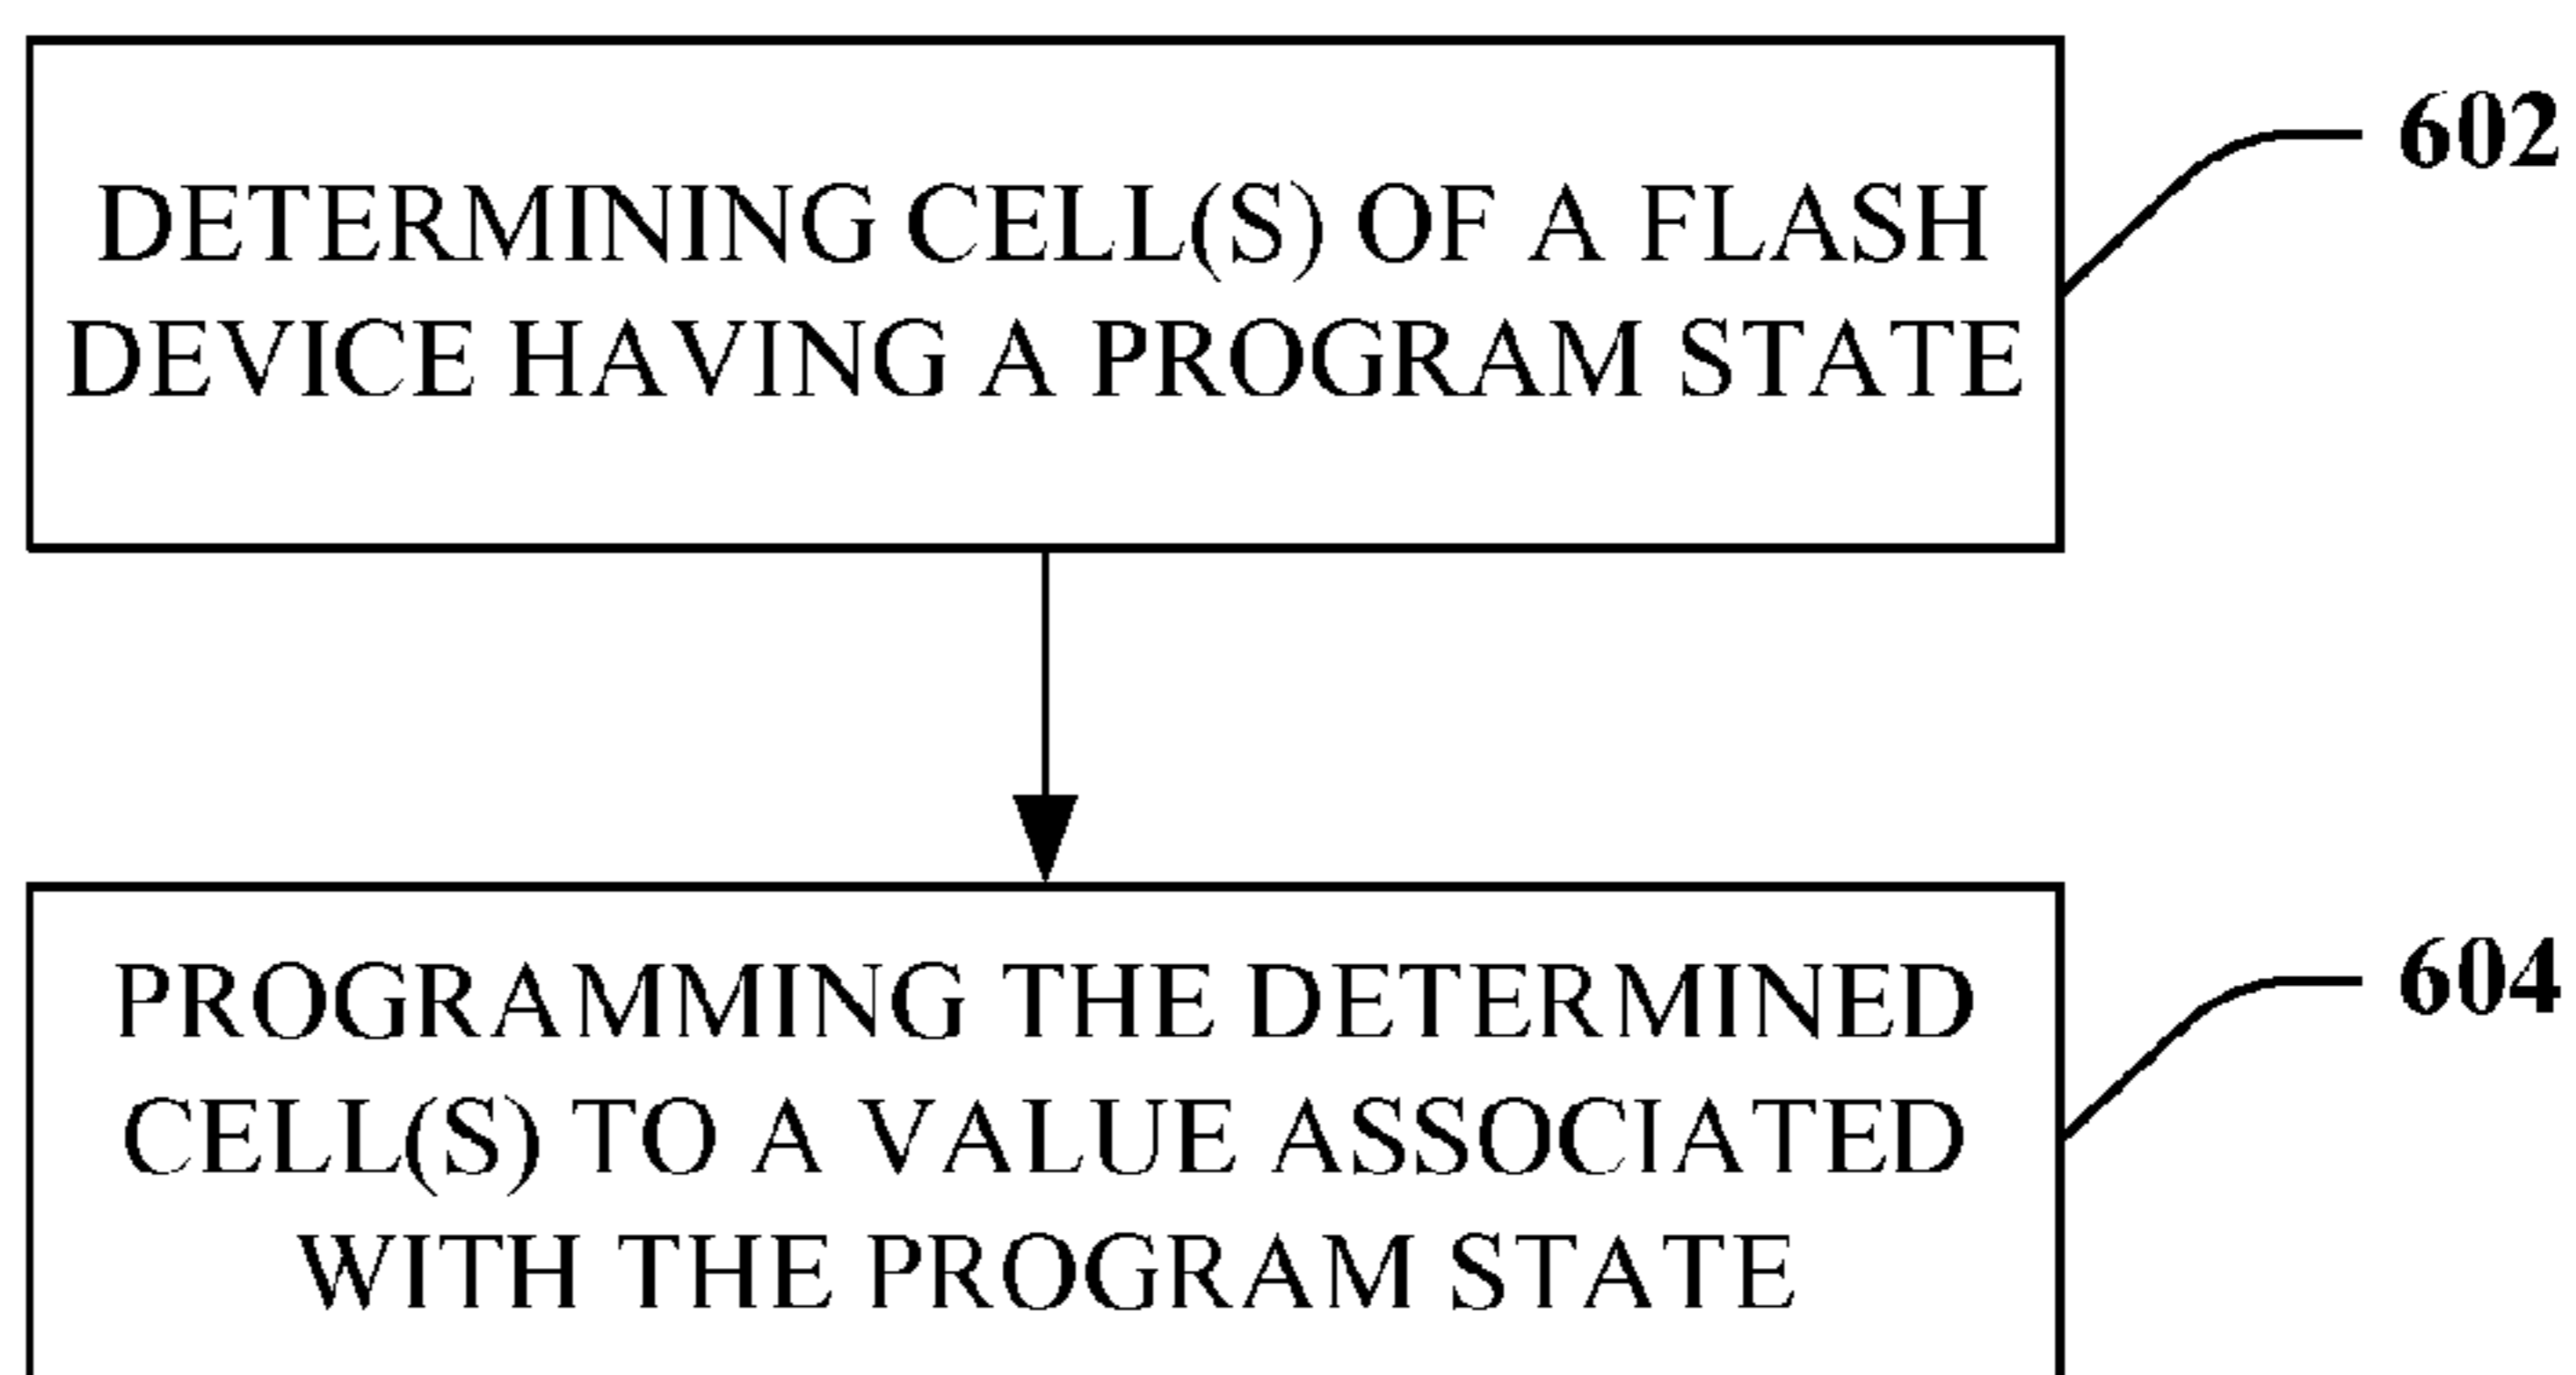 DETERMINING CELL(S) OF A FLASH
DEVICE HAVING A PROGRAM STATE
602
PROGRAMMING THE DETERMINED
CELL(S) TO A VALUE ASSOCIATED
WITH THE PROGRAM STATE
604